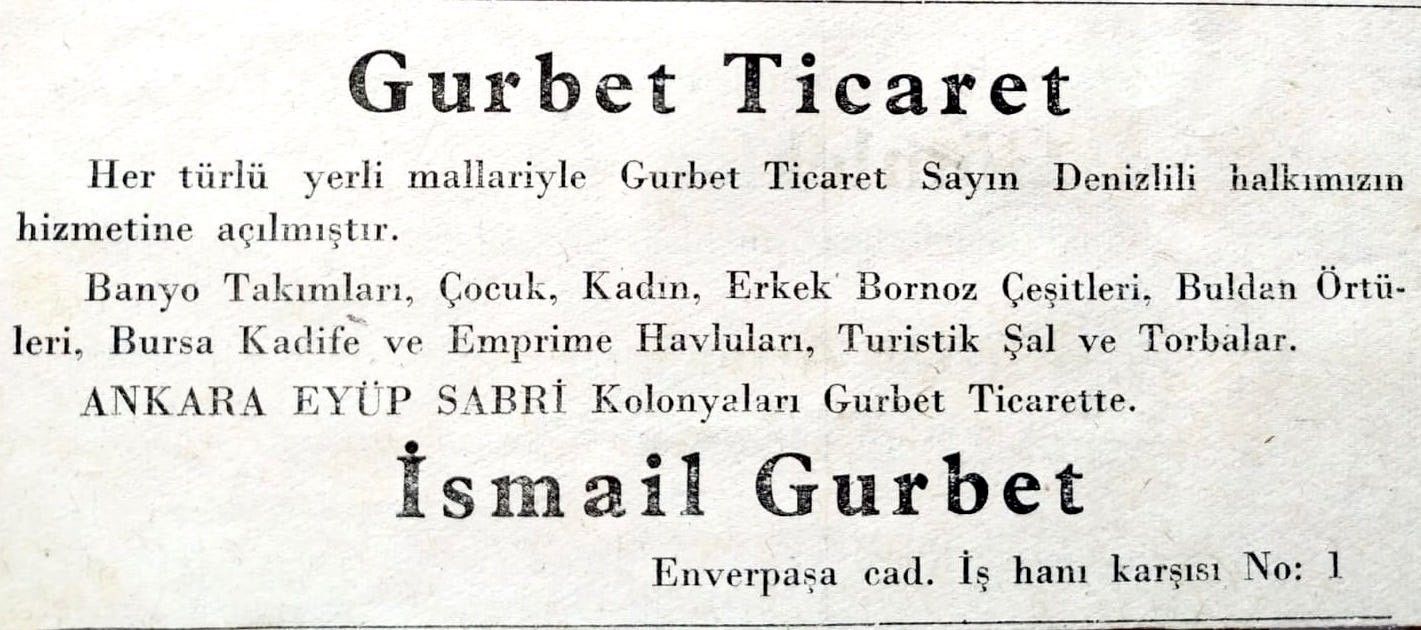 Gurbet Ticaret
Her türlü yerli mallariyle Gurbet Ticaret Sayın Denizlili halkımızın
hizmetine açılmıştır.
Banyo Takımları, Çocuk, Kadın, Erkek Bornoz Çeşitleri, Buldan Örtü-
leri, Bursa Kadife ve Emprime Havluları, Turistik Şal ve Torbalar.
ANKARA EYÜP SABRİ Kolonyaları Gurbet Ticarette.
İsmail Gurbet
Enverpaşa cad. İş hanı karşısı No: 1